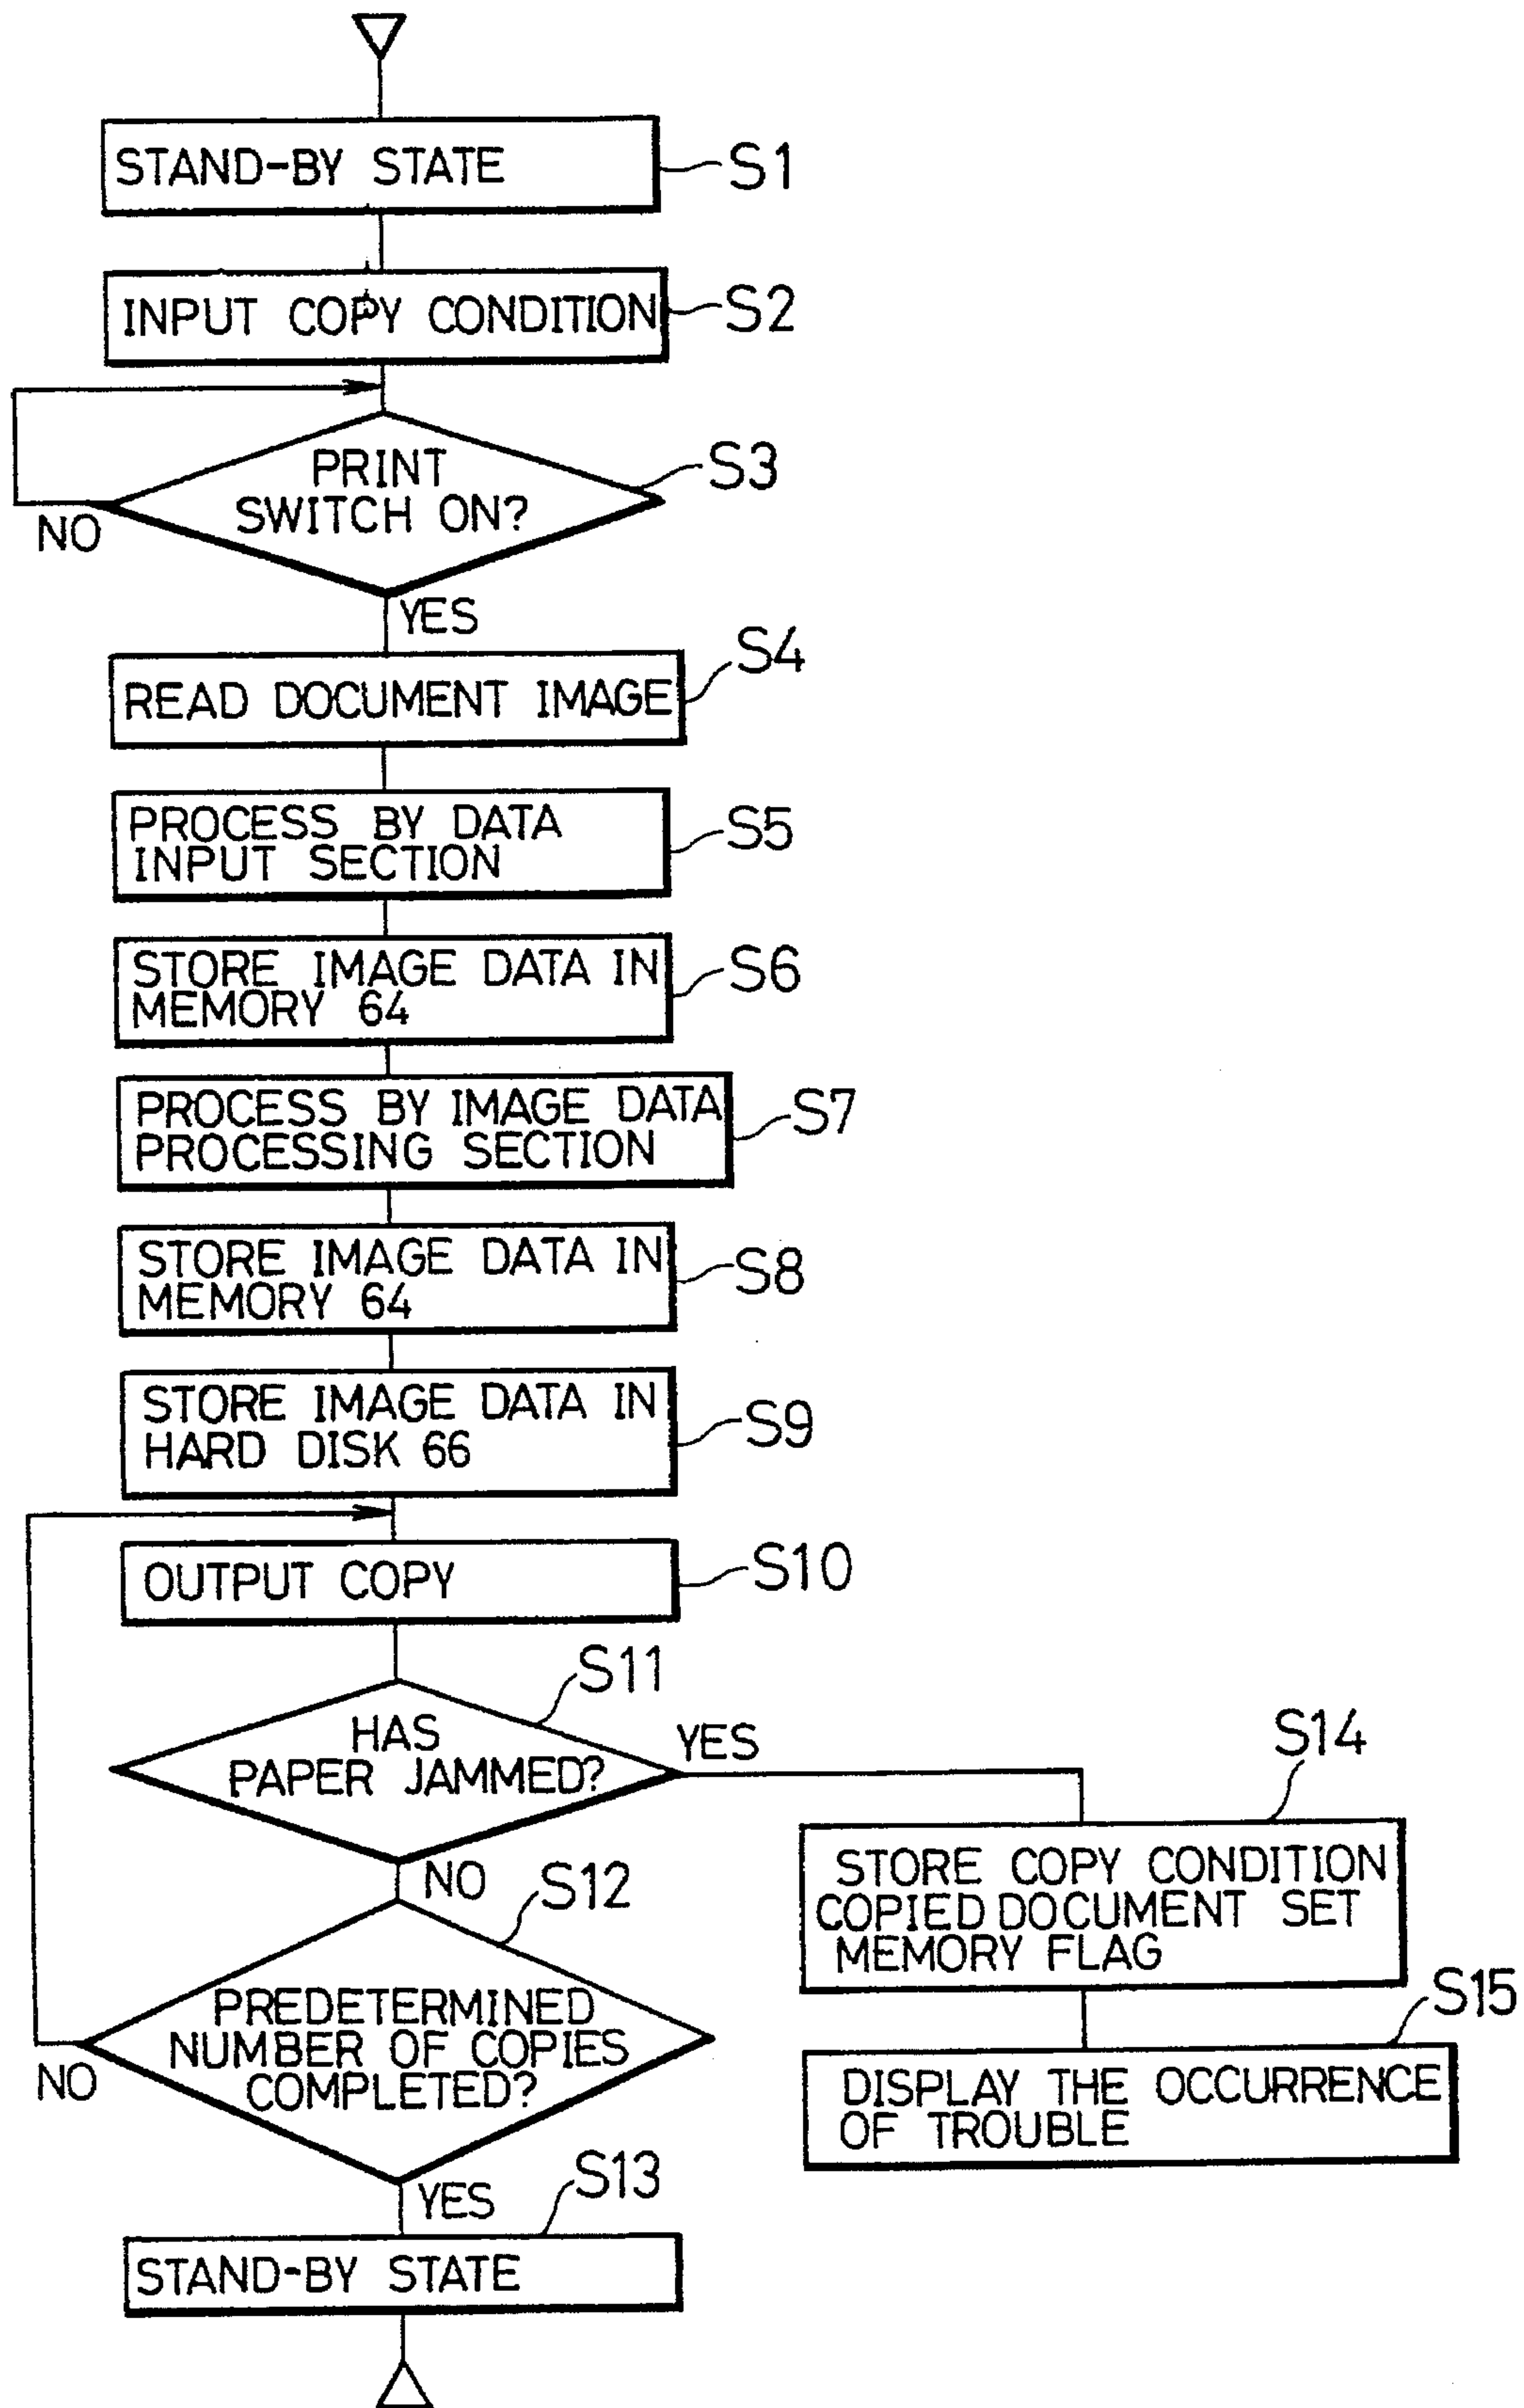 STAND-BY STATE
S1
INPUT COPY CONDITION
S2
PRINT
SWITCH ON?
S3
NO
YES
READ DOCUMENT IMAGE
S4
PROCESS BY DATA
INPUT SECTION
S5
STORE IMAGE DATA IN
MEMORY 64
S6
PROCESS BY IMAGE DATA
PROCESSING SECTION
S7
STORE IMAGE DATA IN
MEMORY 64
S8
STORE IMAGE DATA IN
HARD DISK 66
S9
OUTPUT COPY
S10
HAS
PAPER JAMMED?
S11
YES
NO
PREDETERMINED
NUMBER OF COPIES
COMPLETED?
S12
NO
YES
STAND-BY STATE
S13
STORE COPY CONDITION
COPIED DOCUMENT SET
MEMORY FLAG
S14
DISPLAY THE OCCURRENCE
OF TROUBLE
S15